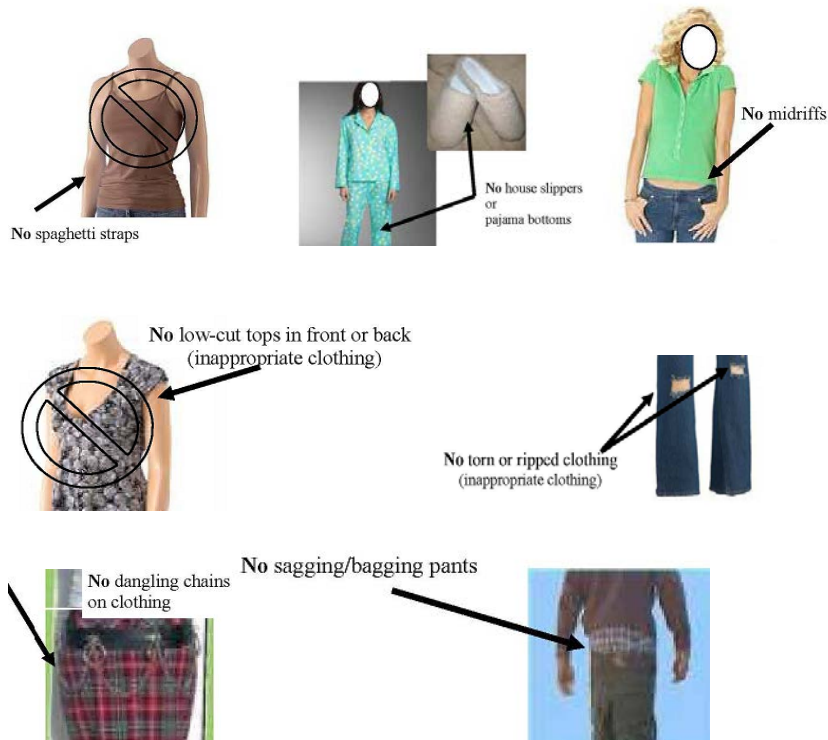 No spaghetti straps
No house slippers
or
pajama bottoms
No midriffs
No low-cut tops in front or back
(inappropriate clothing)
No torn or ripped clothing
(inappropriate clothing)
No dangling chains
on clothing
No sagging/bagging pants